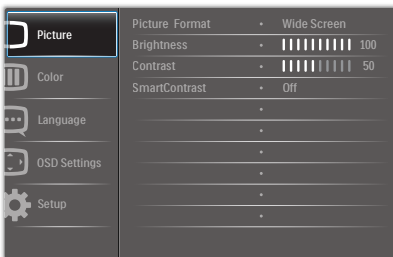 Picture
Color
Language
OSD Settings
Setup
Picture Format • Wide Screen
Brightness • 100
Contrast • 50
SmartContrast • Off